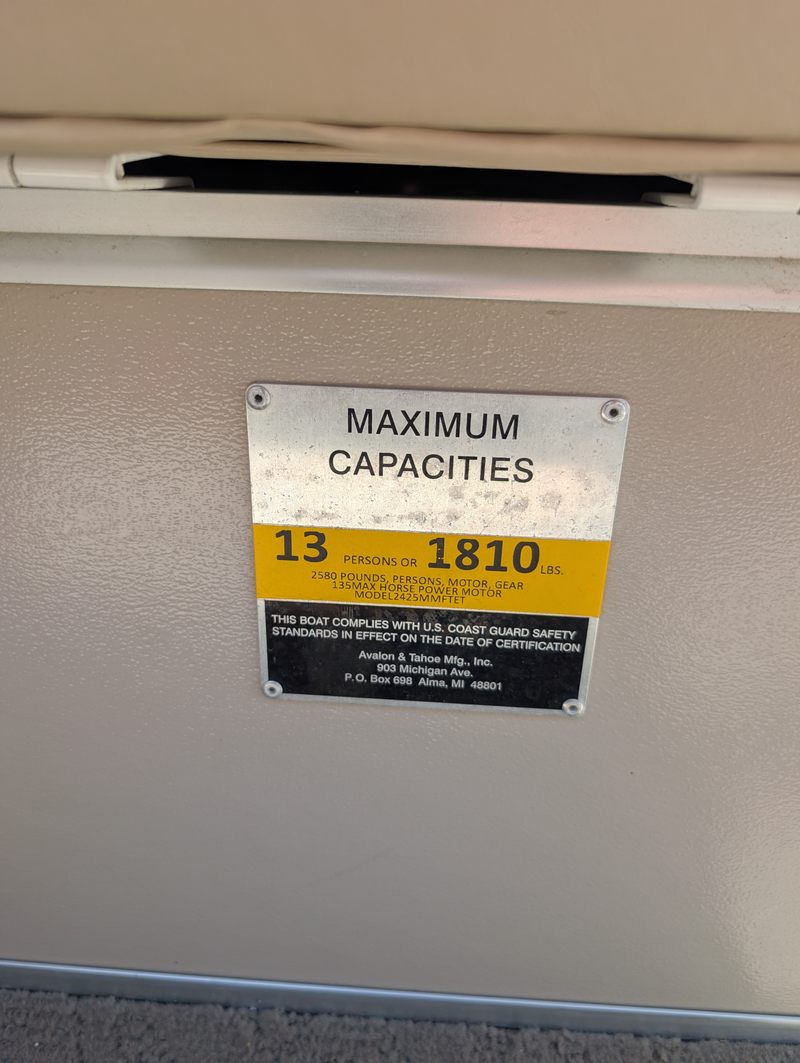 MAXIMUM
CAPACITIES
13 PERSONS OR 1810 LBS.
2580 POUNDS, PERSONS, MOTOR, GEAR
135MAX HORSE POWER MOTOR
MODEL2425MMFTET
THIS BOAT COMPLIES WITH U.S. COAST GUARD SAFETY
STANDARDS IN EFFECT ON THE DATE OF CERTIFICATION
Avalon & Tahoe Mfg., Inc.
903 Michigan Ave.
P.O. Box 698 Alma, MI 48801